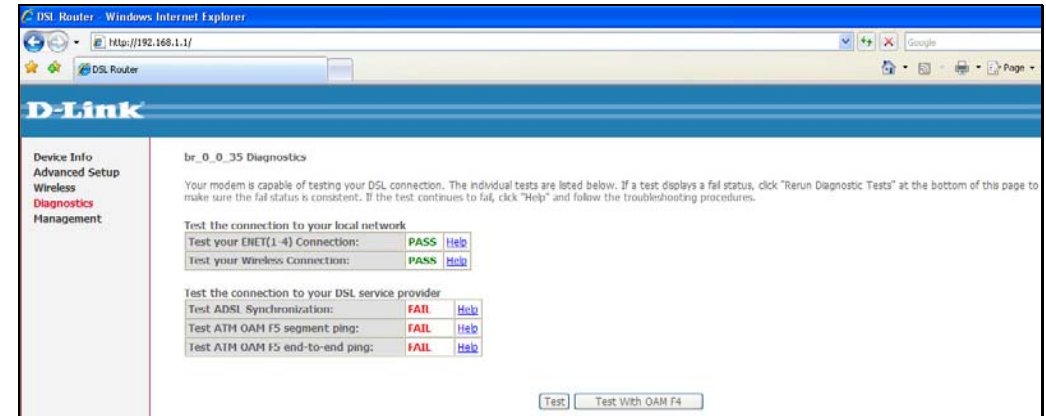 DSL Router - Windows Internet Explorer
http://192.168.1.1/
Google
DSL Router
Page
D-Link
Device Info
Advanced Setup
Wireless
Diagnostics
Management
br_0_0_35 Diagnostics
Your modem is capable of testing your DSL connection. The individual tests are listed below. If a test displays a fail status, click "Rerun Diagnostic Tests" at the bottom of this page to
make sure the fail status is consistent. If the test continues to fail, click "Help" and follow the troubleshooting procedures.
Test the connection to your local network
Test your ENET(1-4) Connection: PASS Help
Test your Wireless Connection: PASS Help
Test the connection to your DSL service provider
Test ADSL Synchronization: FAIL Help
Test ATM OAM F5 segment ping: FAIL Help
Test ATM OAM F5 end-to-end ping: FAIL Help
Test Test With OAM F4